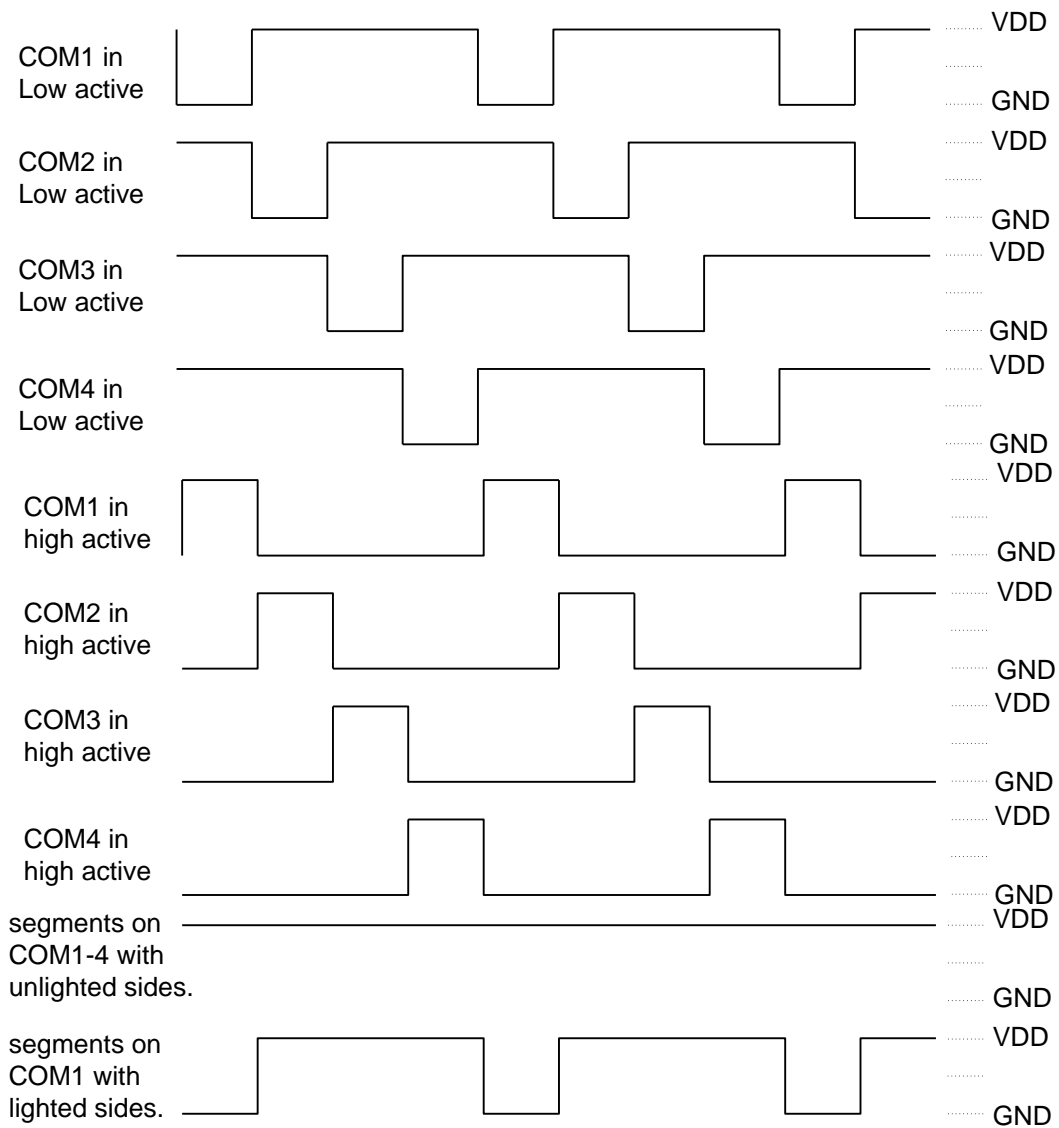 VDD
COM1 in
Low active
GND
VDD
COM2 in
Low active
GND
VDD
COM3 in
Low active
GND
VDD
COM4 in
Low active
GND
VDD
COM1 in
high active
GND
VDD
COM2 in
high active
GND
VDD
COM3 in
high active
GND
VDD
COM4 in
high active
GND
segments on
VDD
COM1-4 with
unlighted sides.
GND
VDD
segments on
COM1 with
lighted sides.
GND